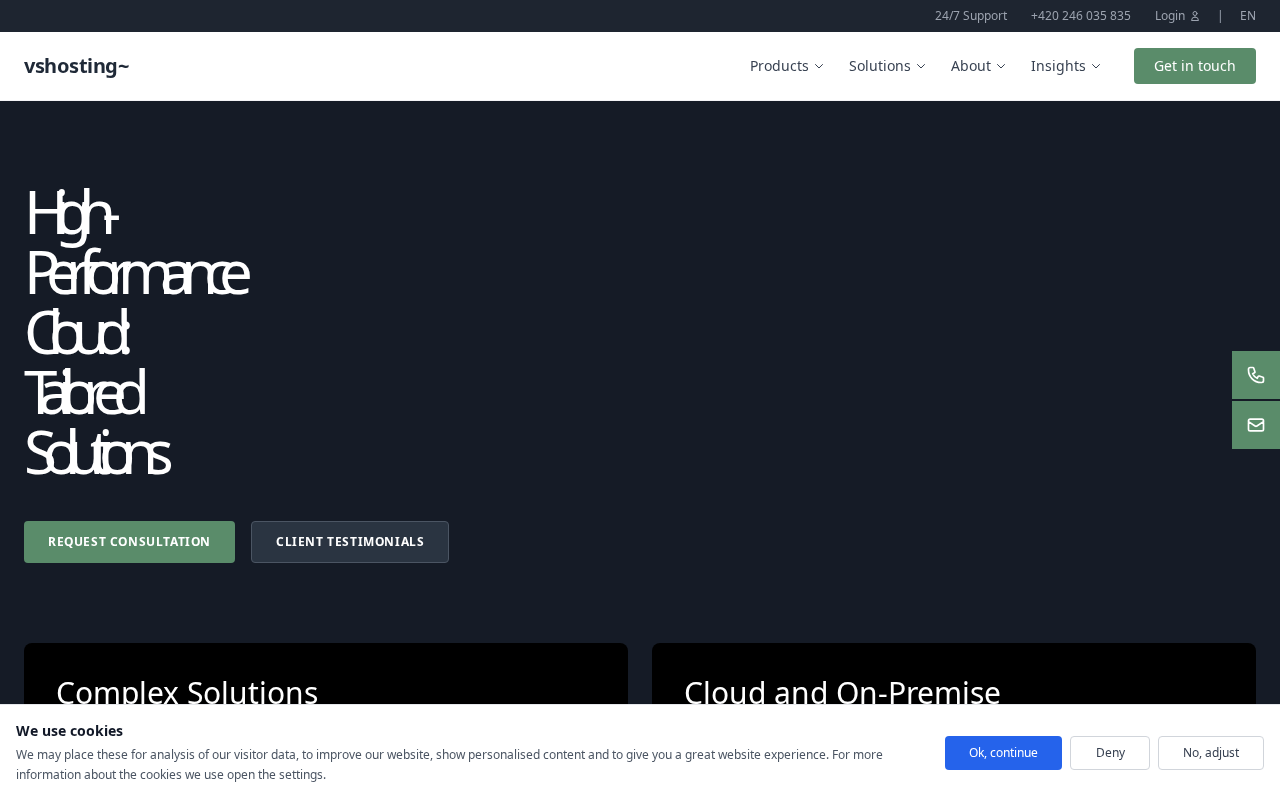 24/7 Support
+420 246 035 835
Login
|
EN
vshosting~
Products
Solutions
About
Insights
Get in touch
High-
Performance
Cloud:
Tailored
Solutions
REQUEST CONSULTATION
CLIENT TESTIMONIALS
Complex Solutions
Cloud and On-Premise
We use cookies
We may place these for analysis of our visitor data, to improve our website, show personalised content and to give you a great website experience. For more
information about the cookies we use open the settings.
Ok, continue
Deny
No, adjust